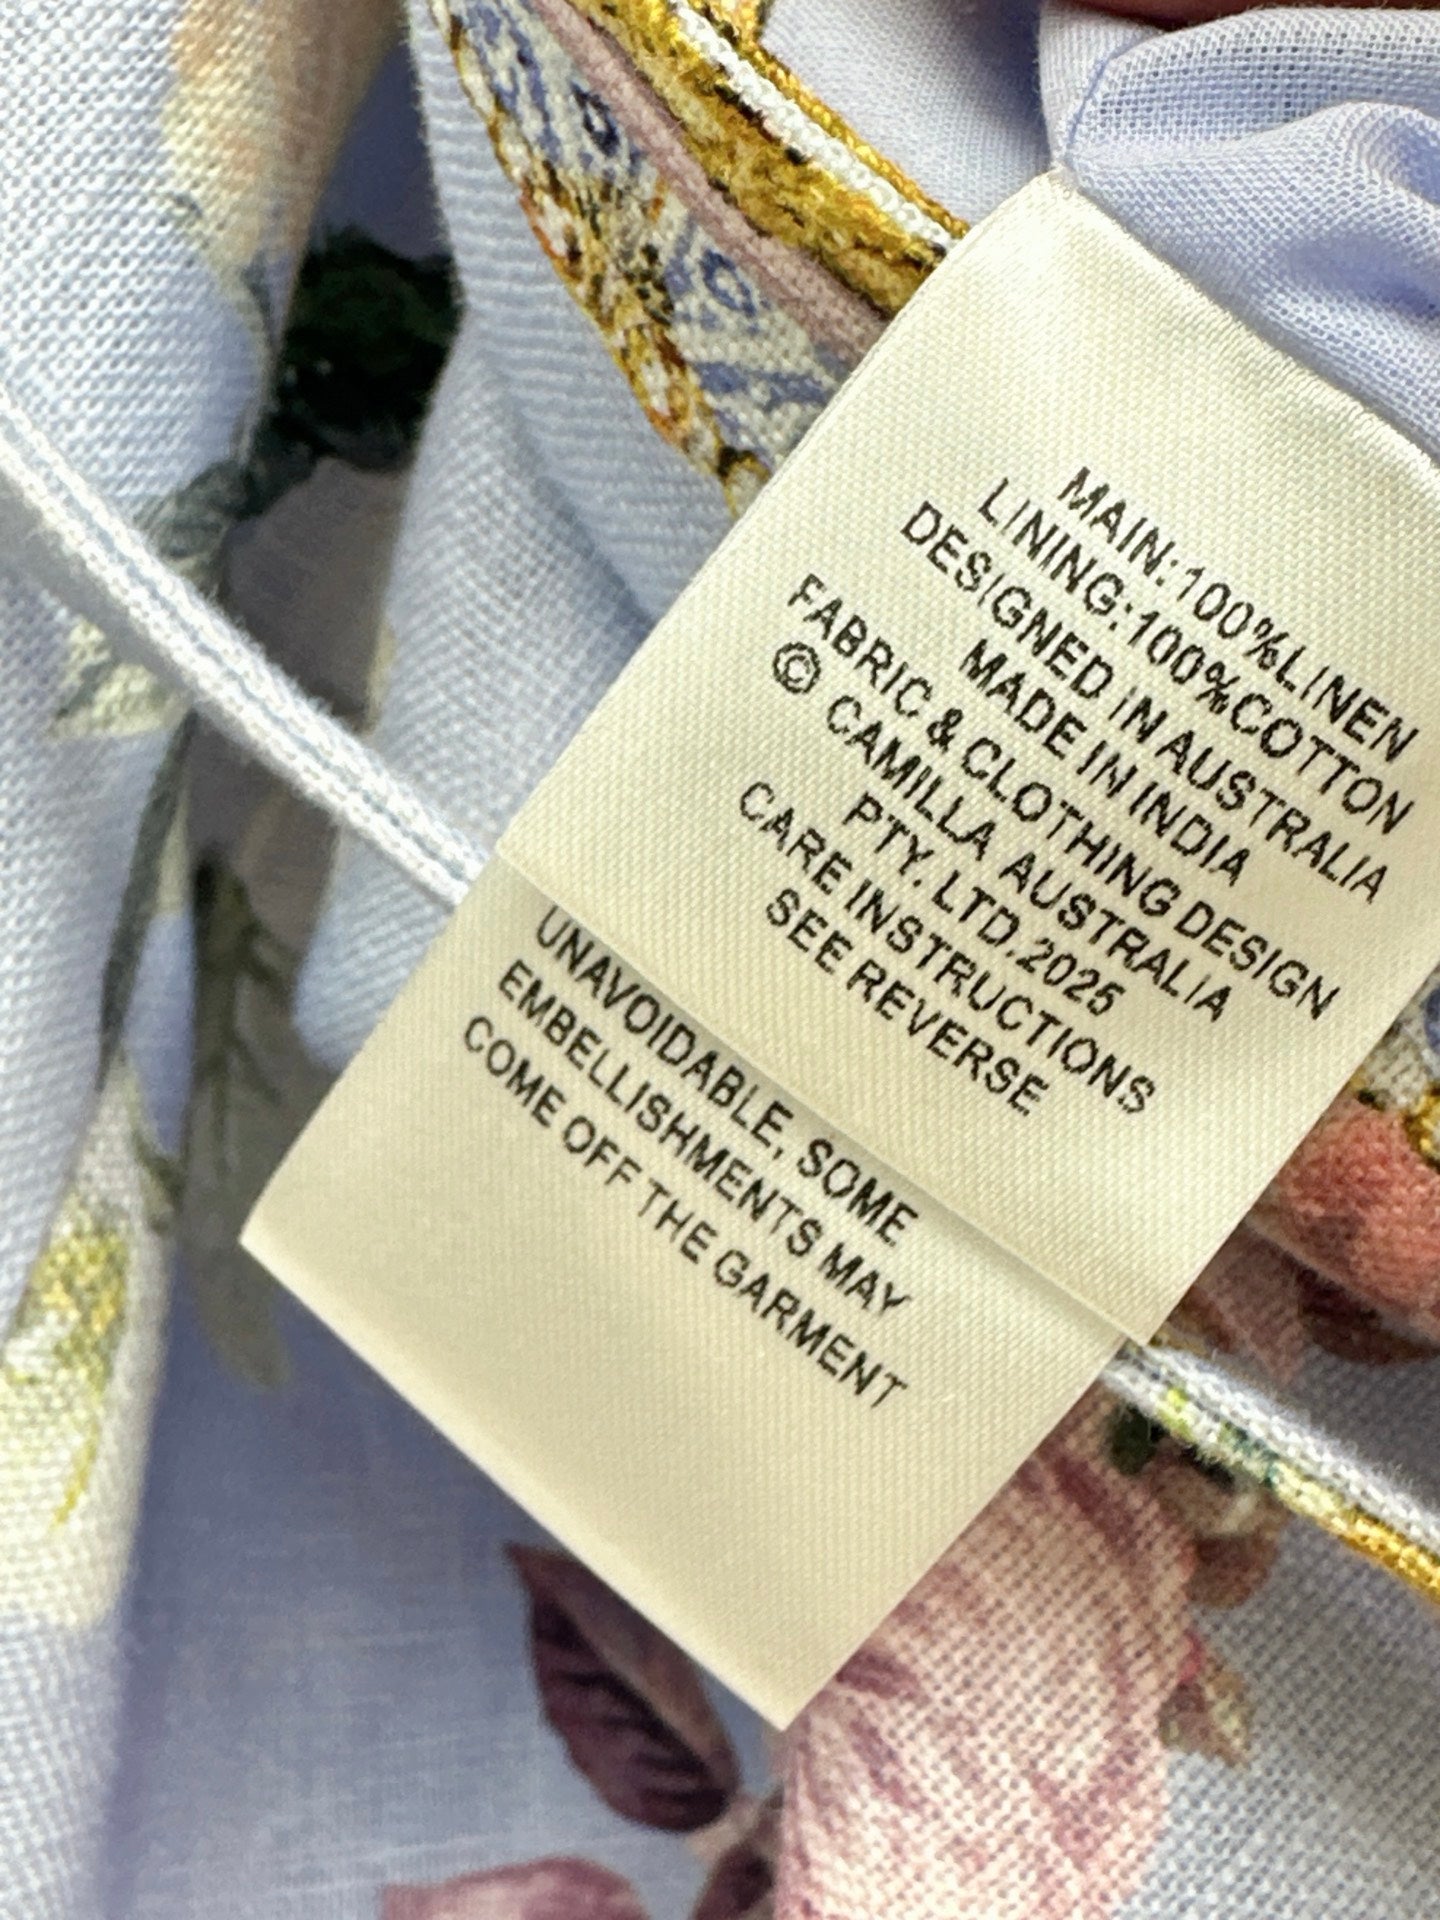 MAIN:100%LINEN
LINING:100%COTTON
DESIGNED IN AUSTRALIA
MADE IN INDIA
FABRIC & CLOTHING DESIGN
© CAMILLA AUSTRALIA
PTY. LTD.2025
CARE INSTRUCTIONS
SEE REVERSE
UNAVOIDABLE, SOME
EMBELLISHMENTS MAY
COME OFF THE GARMENT